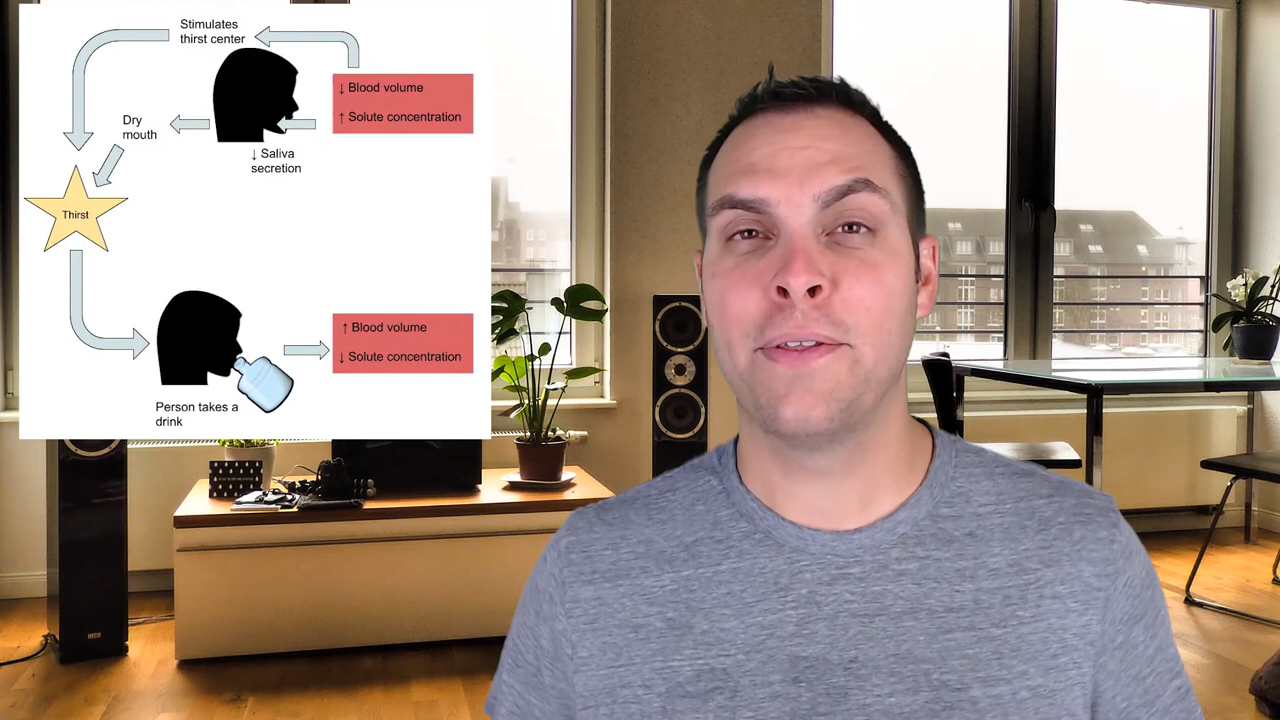 Stimulates
thirst center
↓ Blood volume
↑ Solute concentration
Dry
mouth
↓ Saliva
secretion
Thirst
↑ Blood volume
↓ Solute concentration
Person takes a
drink
HECO